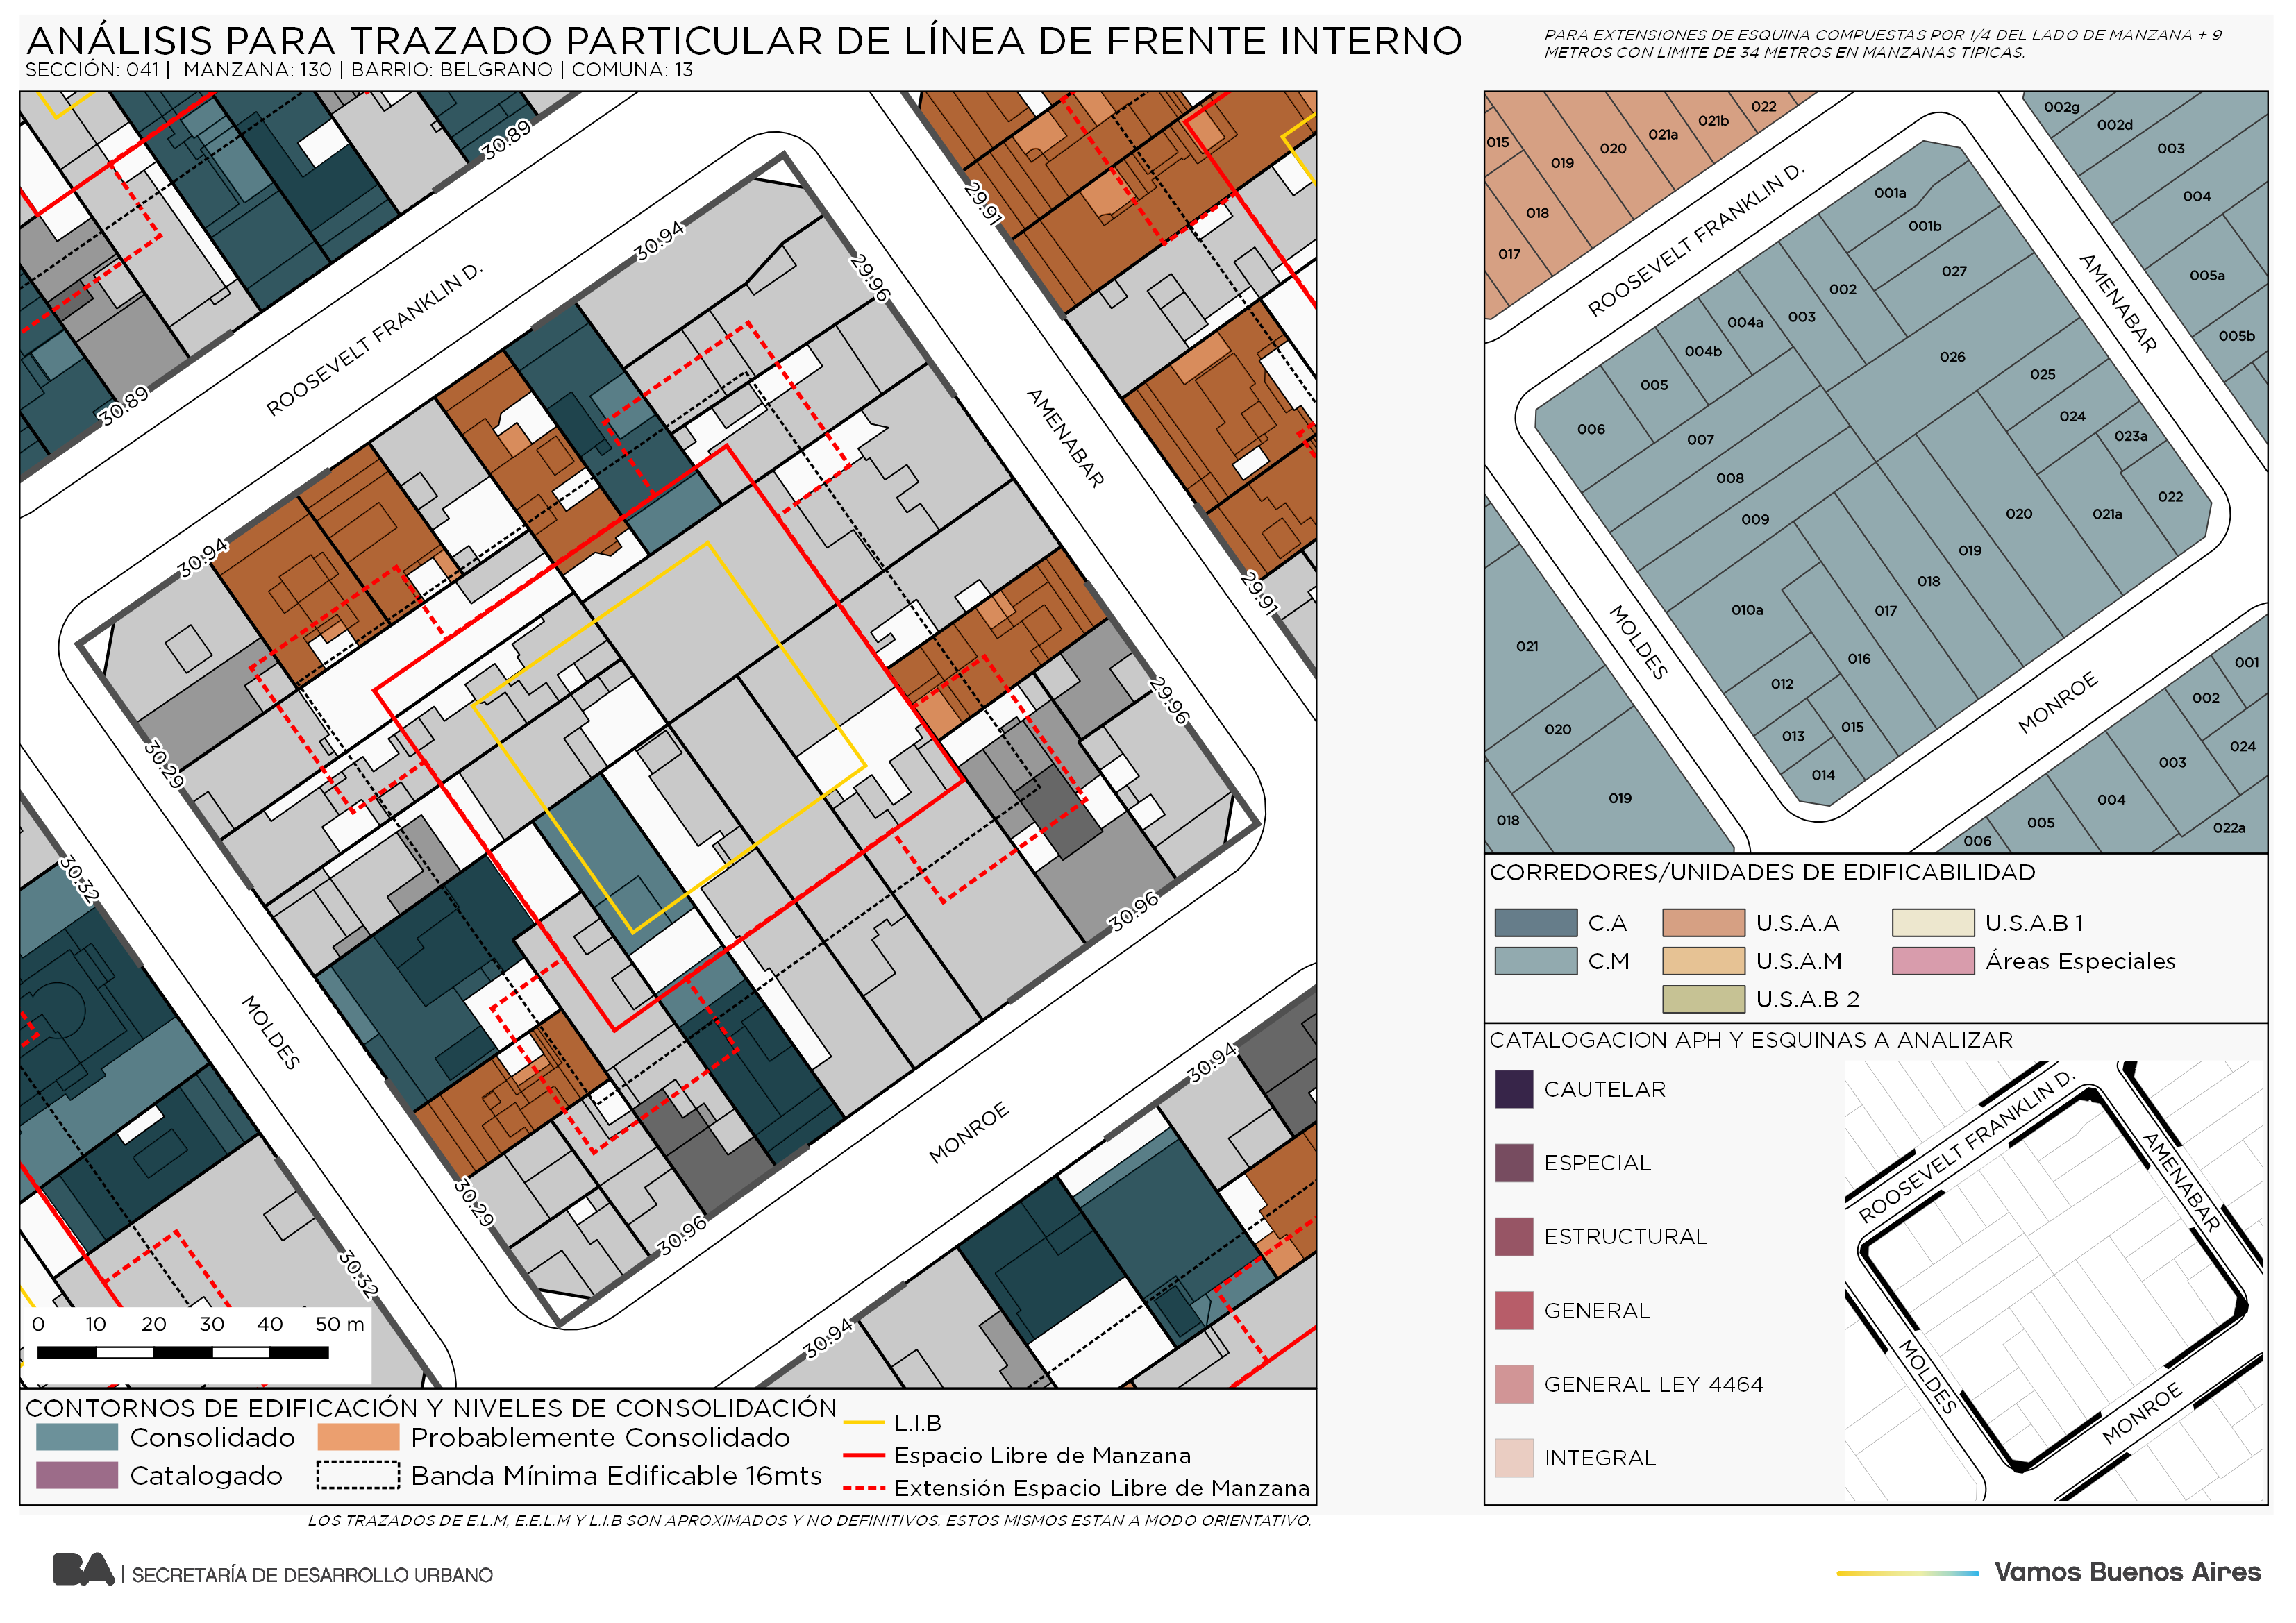 ANÁLISIS PARA TRAZADO PARTICULAR DE LÍNEA DE FRENTE INTERNO
SECCIÓN: 041 | MANZANA: 130 | BARRIO: BELGRANO | COMUNA: 13
PARA EXTENSIONES DE ESQUINA COMPUESTAS POR 1/4 DEL LADO DE MANZANA + 9
METROS CON LIMITE DE 34 METROS EN MANZANAS TIPICAS.
30.89
30.89
ROOSEVELT FRANKLIN D.
30.94
30.94
29.91
29.91
29.96
29.96
AMENABAR
30.29
30.29
30.32
30.32
MOLDES
30.96
30.96
MONROE
30.94
30.94
0 10 20 30 40 50 m
CONTORNOS DE EDIFICACIÓN Y NIVELES DE CONSOLIDACIÓN
Consolidado
Probablemente Consolidado
Catalogado
Banda Mínima Edificable 16mts
L.I.B
Espacio Libre de Manzana
Extensión Espacio Libre de Manzana
LOS TRAZADOS DE E.L.M, E.E.L.M Y L.I.B SON APROXIMADOS Y NO DEFINITIVOS. ESTOS MISMOS ESTAN A MODO ORIENTATIVO.
015
019
020
021a
021b
022
018
017
002g
002d
003
004
005a
005b
ROOSEVELT FRANKLIN D.
AMENABAR
MOLDES
MONROE
001a
001b
027
002
003
004a
004b
005
006
026
025
024
023a
022
021a
020
019
018
017
016
015
014
013
012
010a
009
008
007
021
020
019
018
001
002
024
003
004
005
006
022a
CORREDORES/UNIDADES DE EDIFICABILIDAD
C.A
U.S.A.A
U.S.A.B 1
C.M
U.S.A.M
Áreas Especiales
U.S.A.B 2
CATALOGACION APH Y ESQUINAS A ANALIZAR
CAUTELAR
ESPECIAL
ESTRUCTURAL
GENERAL
GENERAL LEY 4464
INTEGRAL
ROOSEVELT FRANKLIN D.
AMENABAR
MOLDES
MONROE
BA | SECRETARÍA DE DESARROLLO URBANO
Vamos Buenos Aires